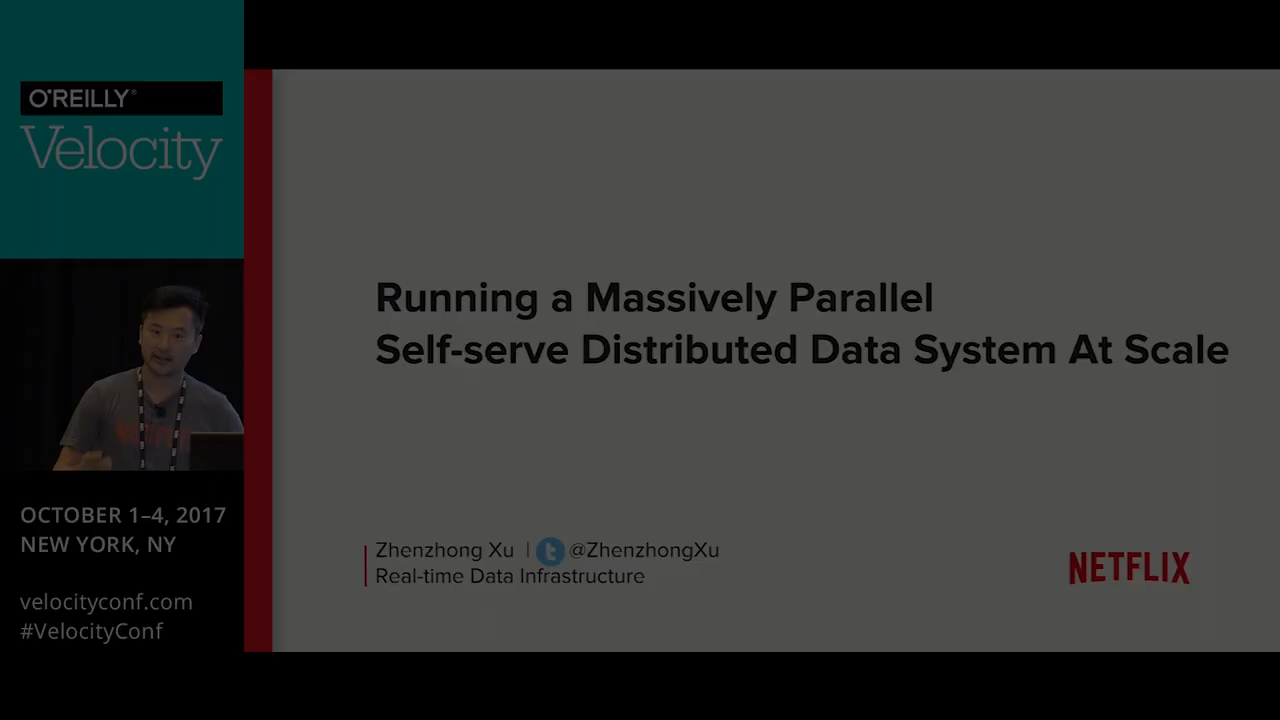 O'REILLY®
Velocity
OCTOBER 1–4, 2017
NEW YORK, NY
velocityconf.com
#VelocityConf
Running a Massively Parallel
Self-serve Distributed Data System At Scale
Zhenzhong Xu | @ZhenzhongXu
Real-time Data Infrastructure
NETFLIX